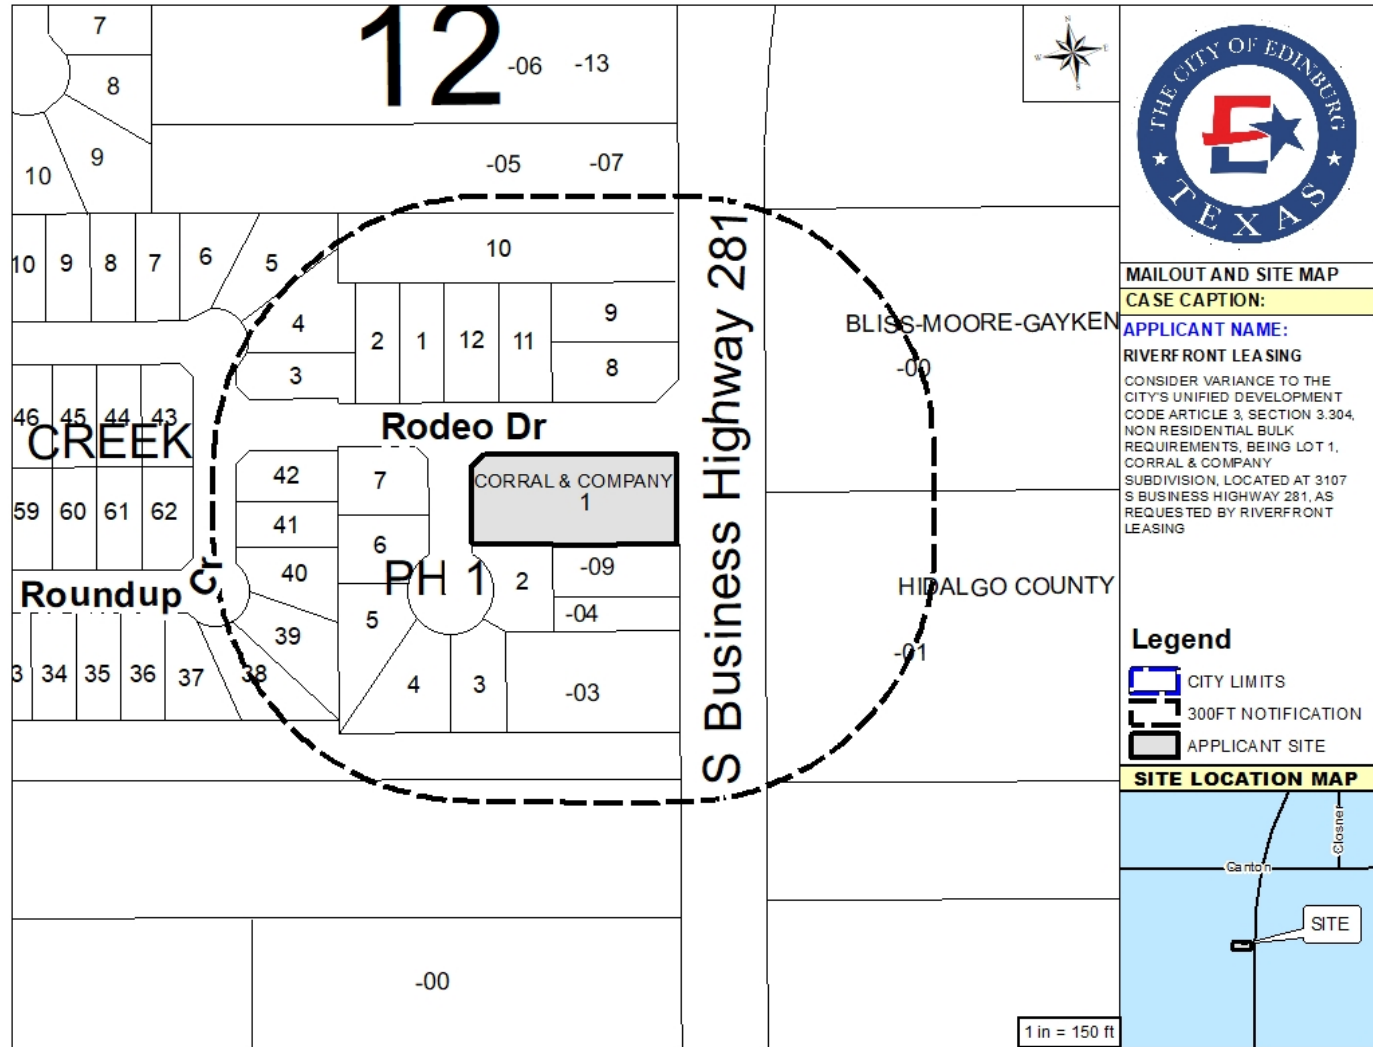 7
8
9
10
12
-06
-13
-05
-07
10
9
8
7
6
5
10
4
3
2
1
12
11
9
8
S Business Highway 281
BLISS-MOORE-GAYKEN
-00
46
45
44
43
CREEK
Rodeo Dr
59
60
61
62
42
41
40
39
38
7
6
5
PH 1
CORRAL & COMPANY
1
2
-09
-04
HIDALGO COUNTY
-01
Roundup Cr
3
34
35
36
37
4
3
-03
-00
1 in = 150 ft
N
E
S
W
THE CITY OF EDINBURG
E
TEXAS
MAILOUT AND SITE MAP
CASE CAPTION:
APPLICANT NAME:
RIVERFRONT LEASING
CONSIDER VARIANCE TO THE
CITY'S UNIFIED DEVELOPMENT
CODE ARTICLE 3, SECTION 3.304,
NON RESIDENTIAL BULK
REQUIREMENTS, BEING LOT 1,
CORRAL & COMPANY
SUBDIVISION, LOCATED AT 3107
S BUSINESS HIGHWAY 281, AS
REQUESTED BY RIVERFRONT
LEASING
Legend
CITY LIMITS
300FT NOTIFICATION
APPLICANT SITE
SITE LOCATION MAP
Closner
Canton
SITE